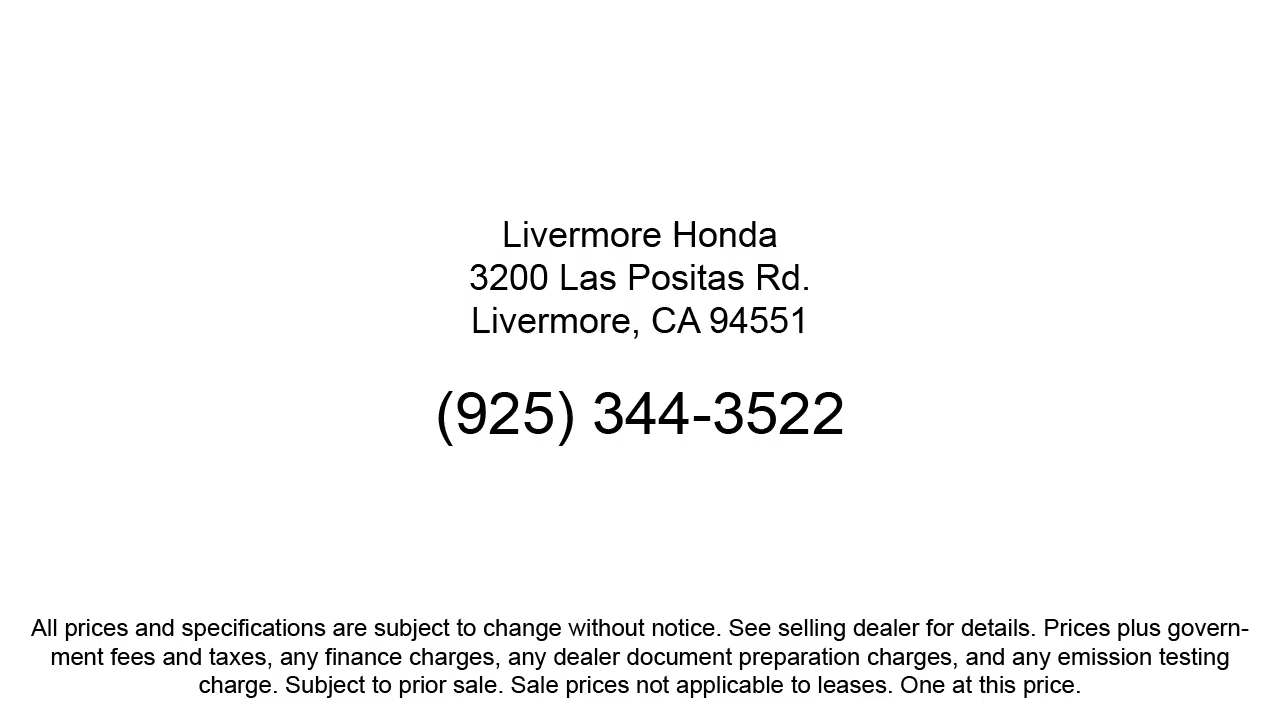 Livermore Honda
3200 Las Positas Rd.
Livermore, CA 94551
(925) 344-3522
All prices and specifications are subject to change without notice. See selling dealer for details. Prices plus govern-
ment fees and taxes, any finance charges, any dealer document preparation charges, and any emission testing
charge. Subject to prior sale. Sale prices not applicable to leases. One at this price.